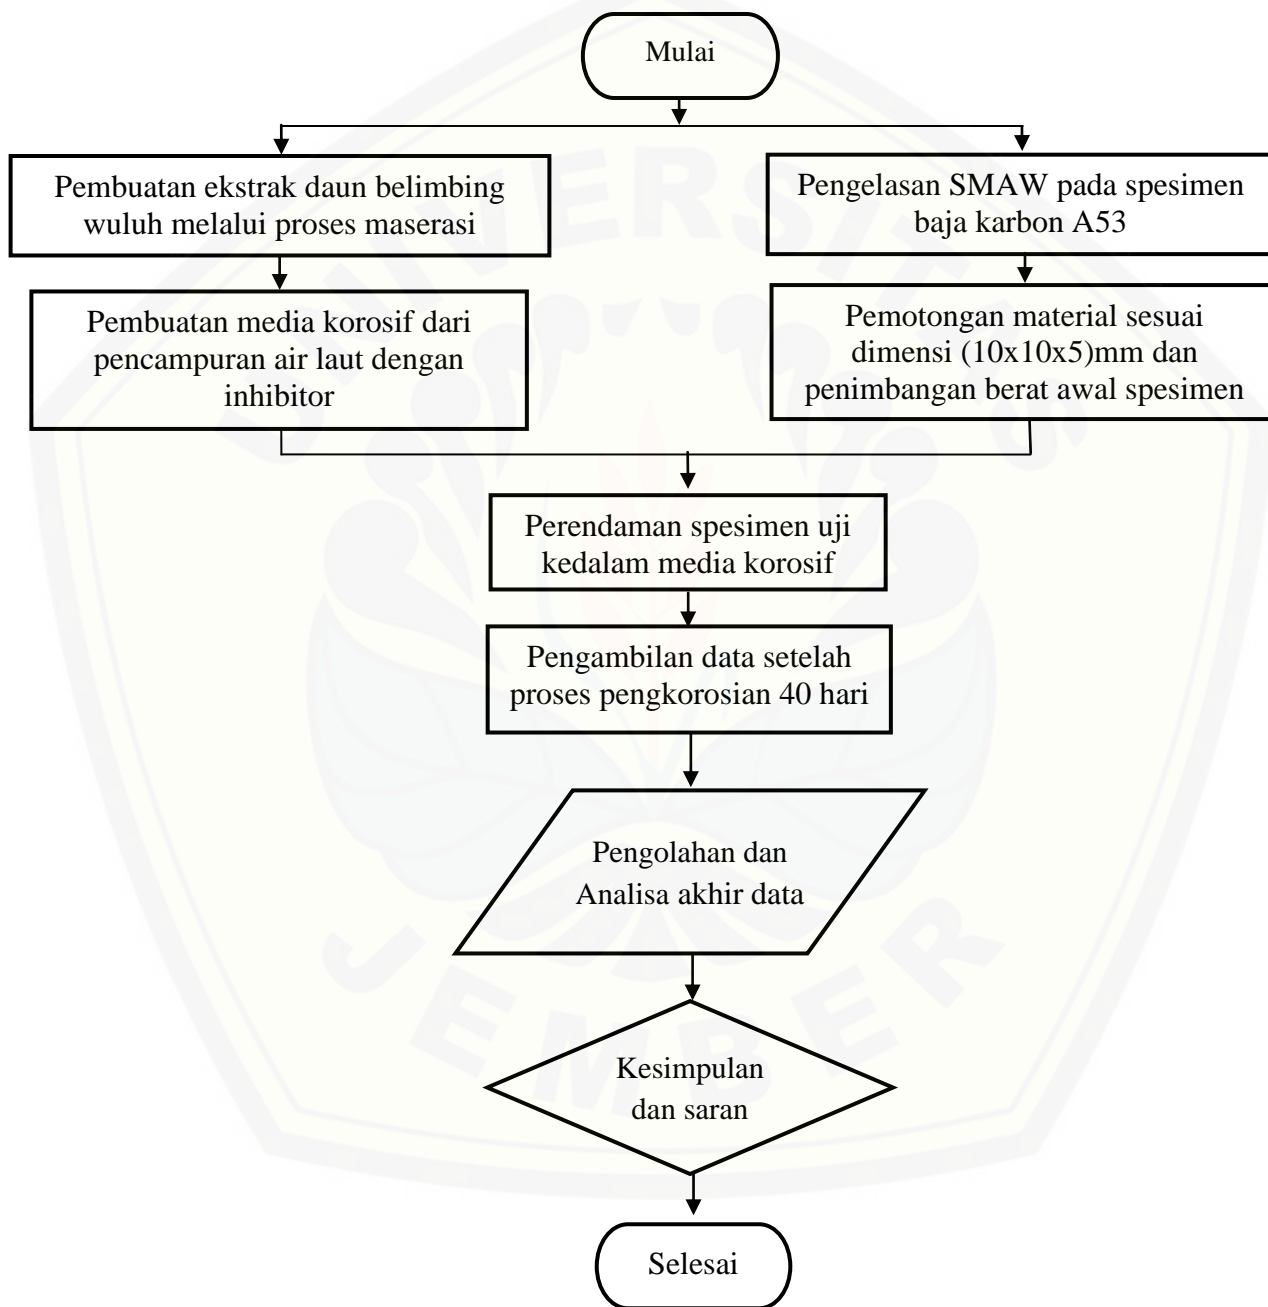 Mulai
Pembuatan ekstrak daun belimbing
wuluh melalui proses maserasi
Pengelasan SMAW pada spesimen
baja karbon A53
Pembuatan media korosif dari
pencampuran air laut dengan
inhibitor
Pemotongan material sesuai
dimensi (10x10x5)mm dan
penimbangan berat awal spesimen
Perendaman spesimen uji
kedalam media korosif
Pengambilan data setelah
proses pengkorosian 40 hari
Pengolahan dan
Analisa akhir data
Kesimpulan
dan saran
Selesai
UNIVERSITAS
JEMBER